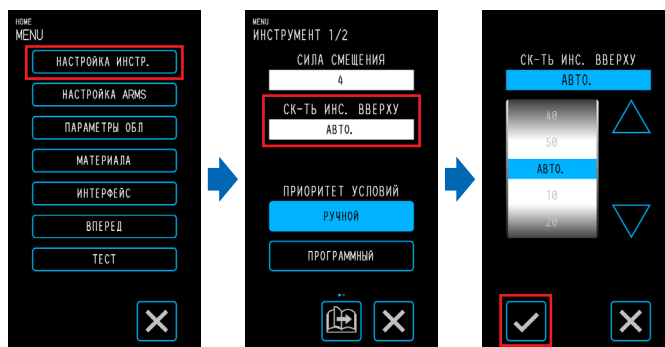 HOME
MENU
НАСТРОЙКА ИНСТР.
НАСТРОЙКА ARMS
ПАРАМЕТРЫ ОБЛ
МАТЕРИАЛА
ИНТЕРФЕЙС
ВПЕРЕД
ТЕСТ
MENU
ИНСТРУМЕНТ 1/2
СИЛА СМЕЩЕНИЯ
4
СК-ТЬ ИНС. ВВЕРХУ
АВТО.
ПРИОРИТЕТ УСЛОВИЙ
РУЧНОЙ
ПРОГРАММНЫЙ
СК-ТЬ ИНС. ВВЕРХУ
АВТО.
40
50
АВТО.
10
20